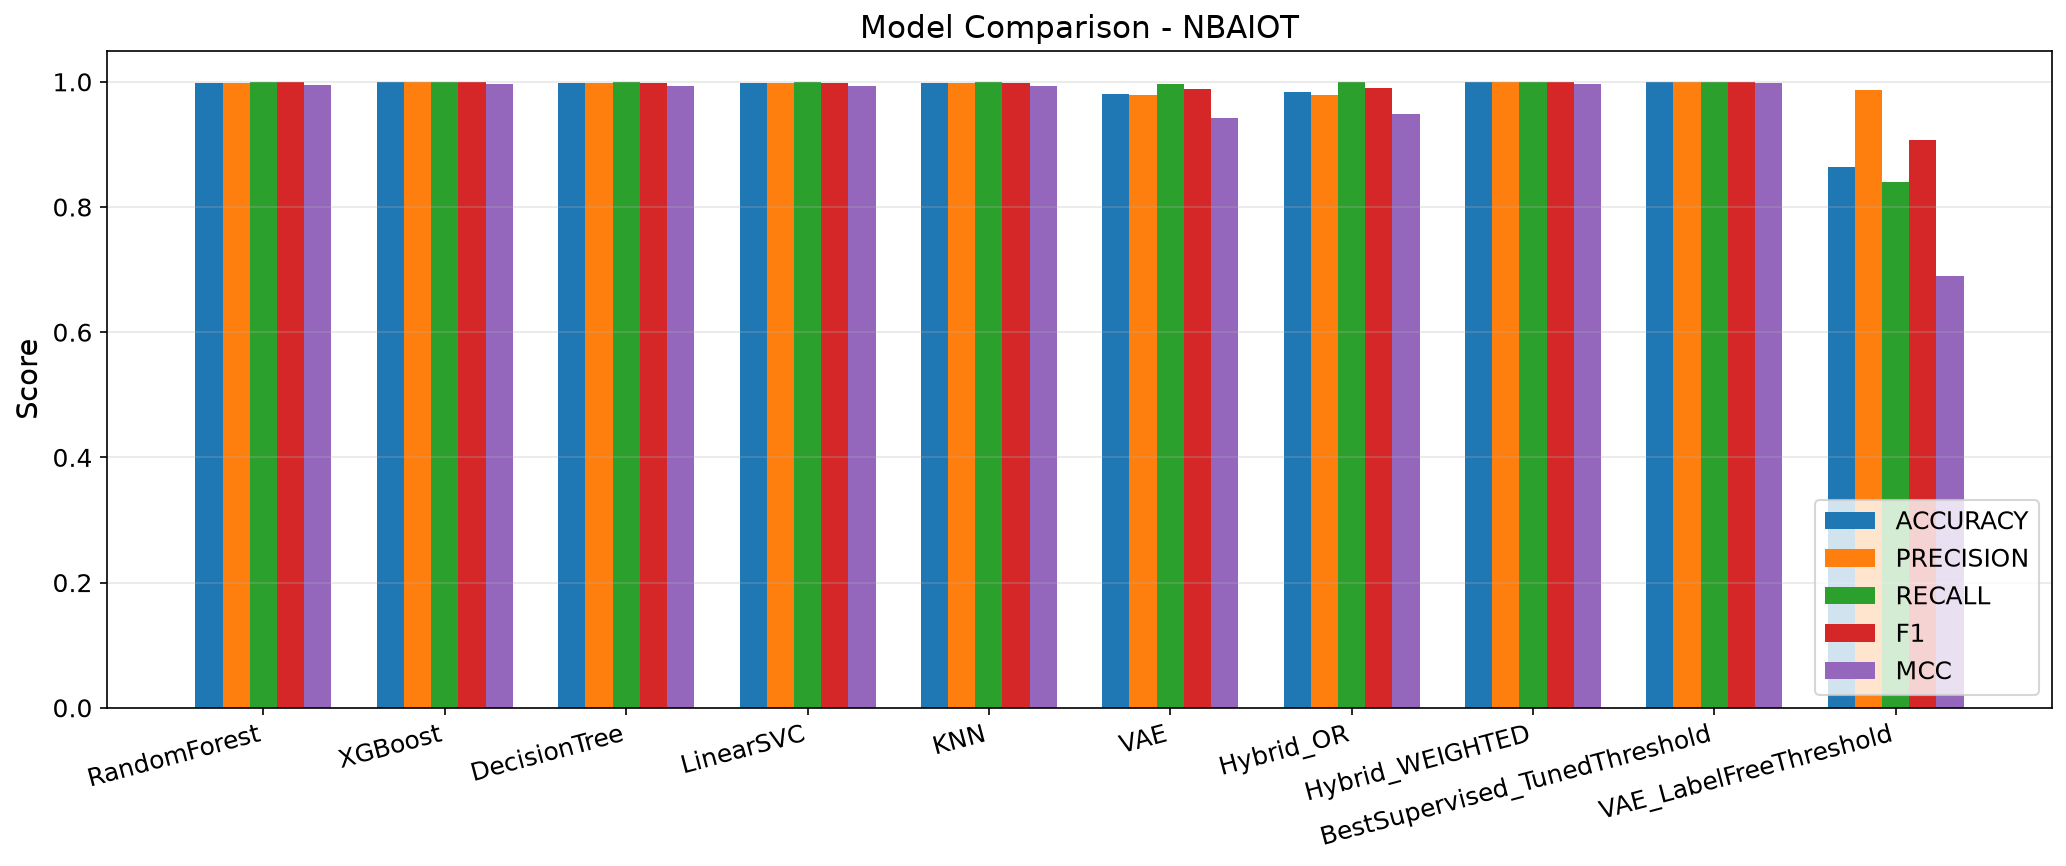 Model Comparison - NBAIOT
Score
1.0
0.8
0.6
0.4
0.2
0.0
RandomForest
XGBoost
DecisionTree
LinearSVC
KNN
VAE
Hybrid_OR
Hybrid_WEIGHTED
BestSupervised_TunedThreshold
VAE_LabelFreeThreshold
ACCURACY
PRECISION
RECALL
F1
MCC